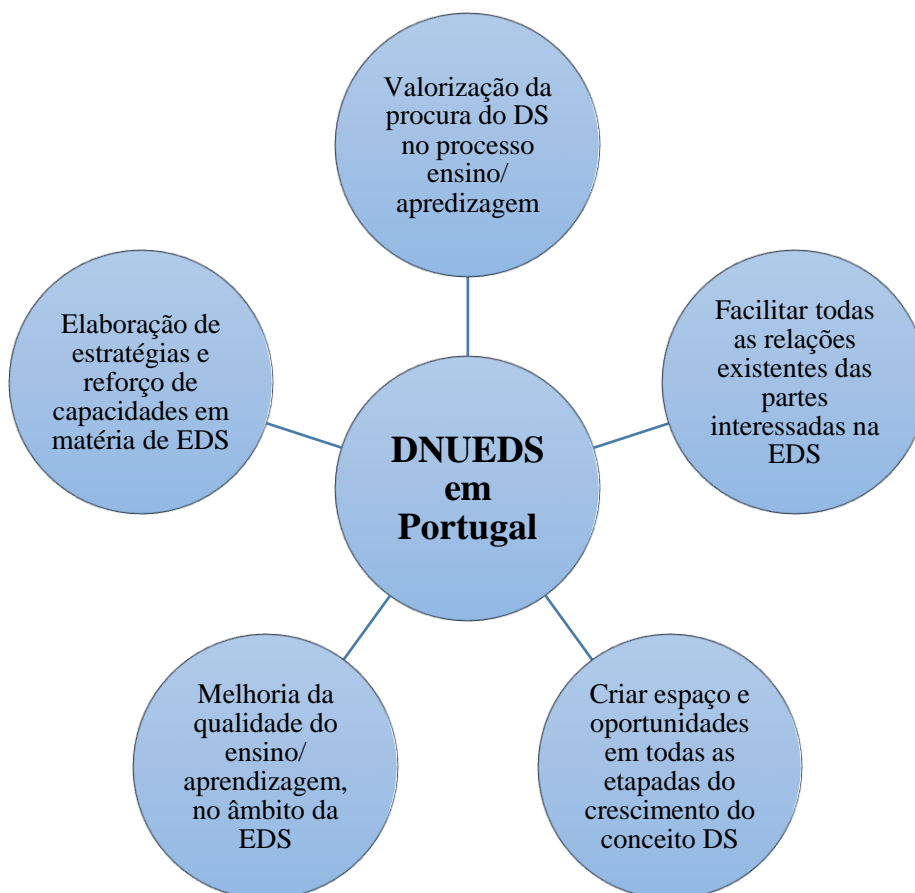 Valorização da
procura do DS
no processo
ensino/
apredizagem
Facilitar todas
as relações
existentes das
partes
interessadas na
EDS
Elaboração de
estratégias e
reforço de
capacidades em
matéria de EDS
DNUEDS
em
Portugal
Melhoria da
qualidade do
ensino/
aprendizagem,
no âmbito da
EDS
Criar espaço e
oportunidades
em todas as
etapadas do
crescimento do
conceito DS